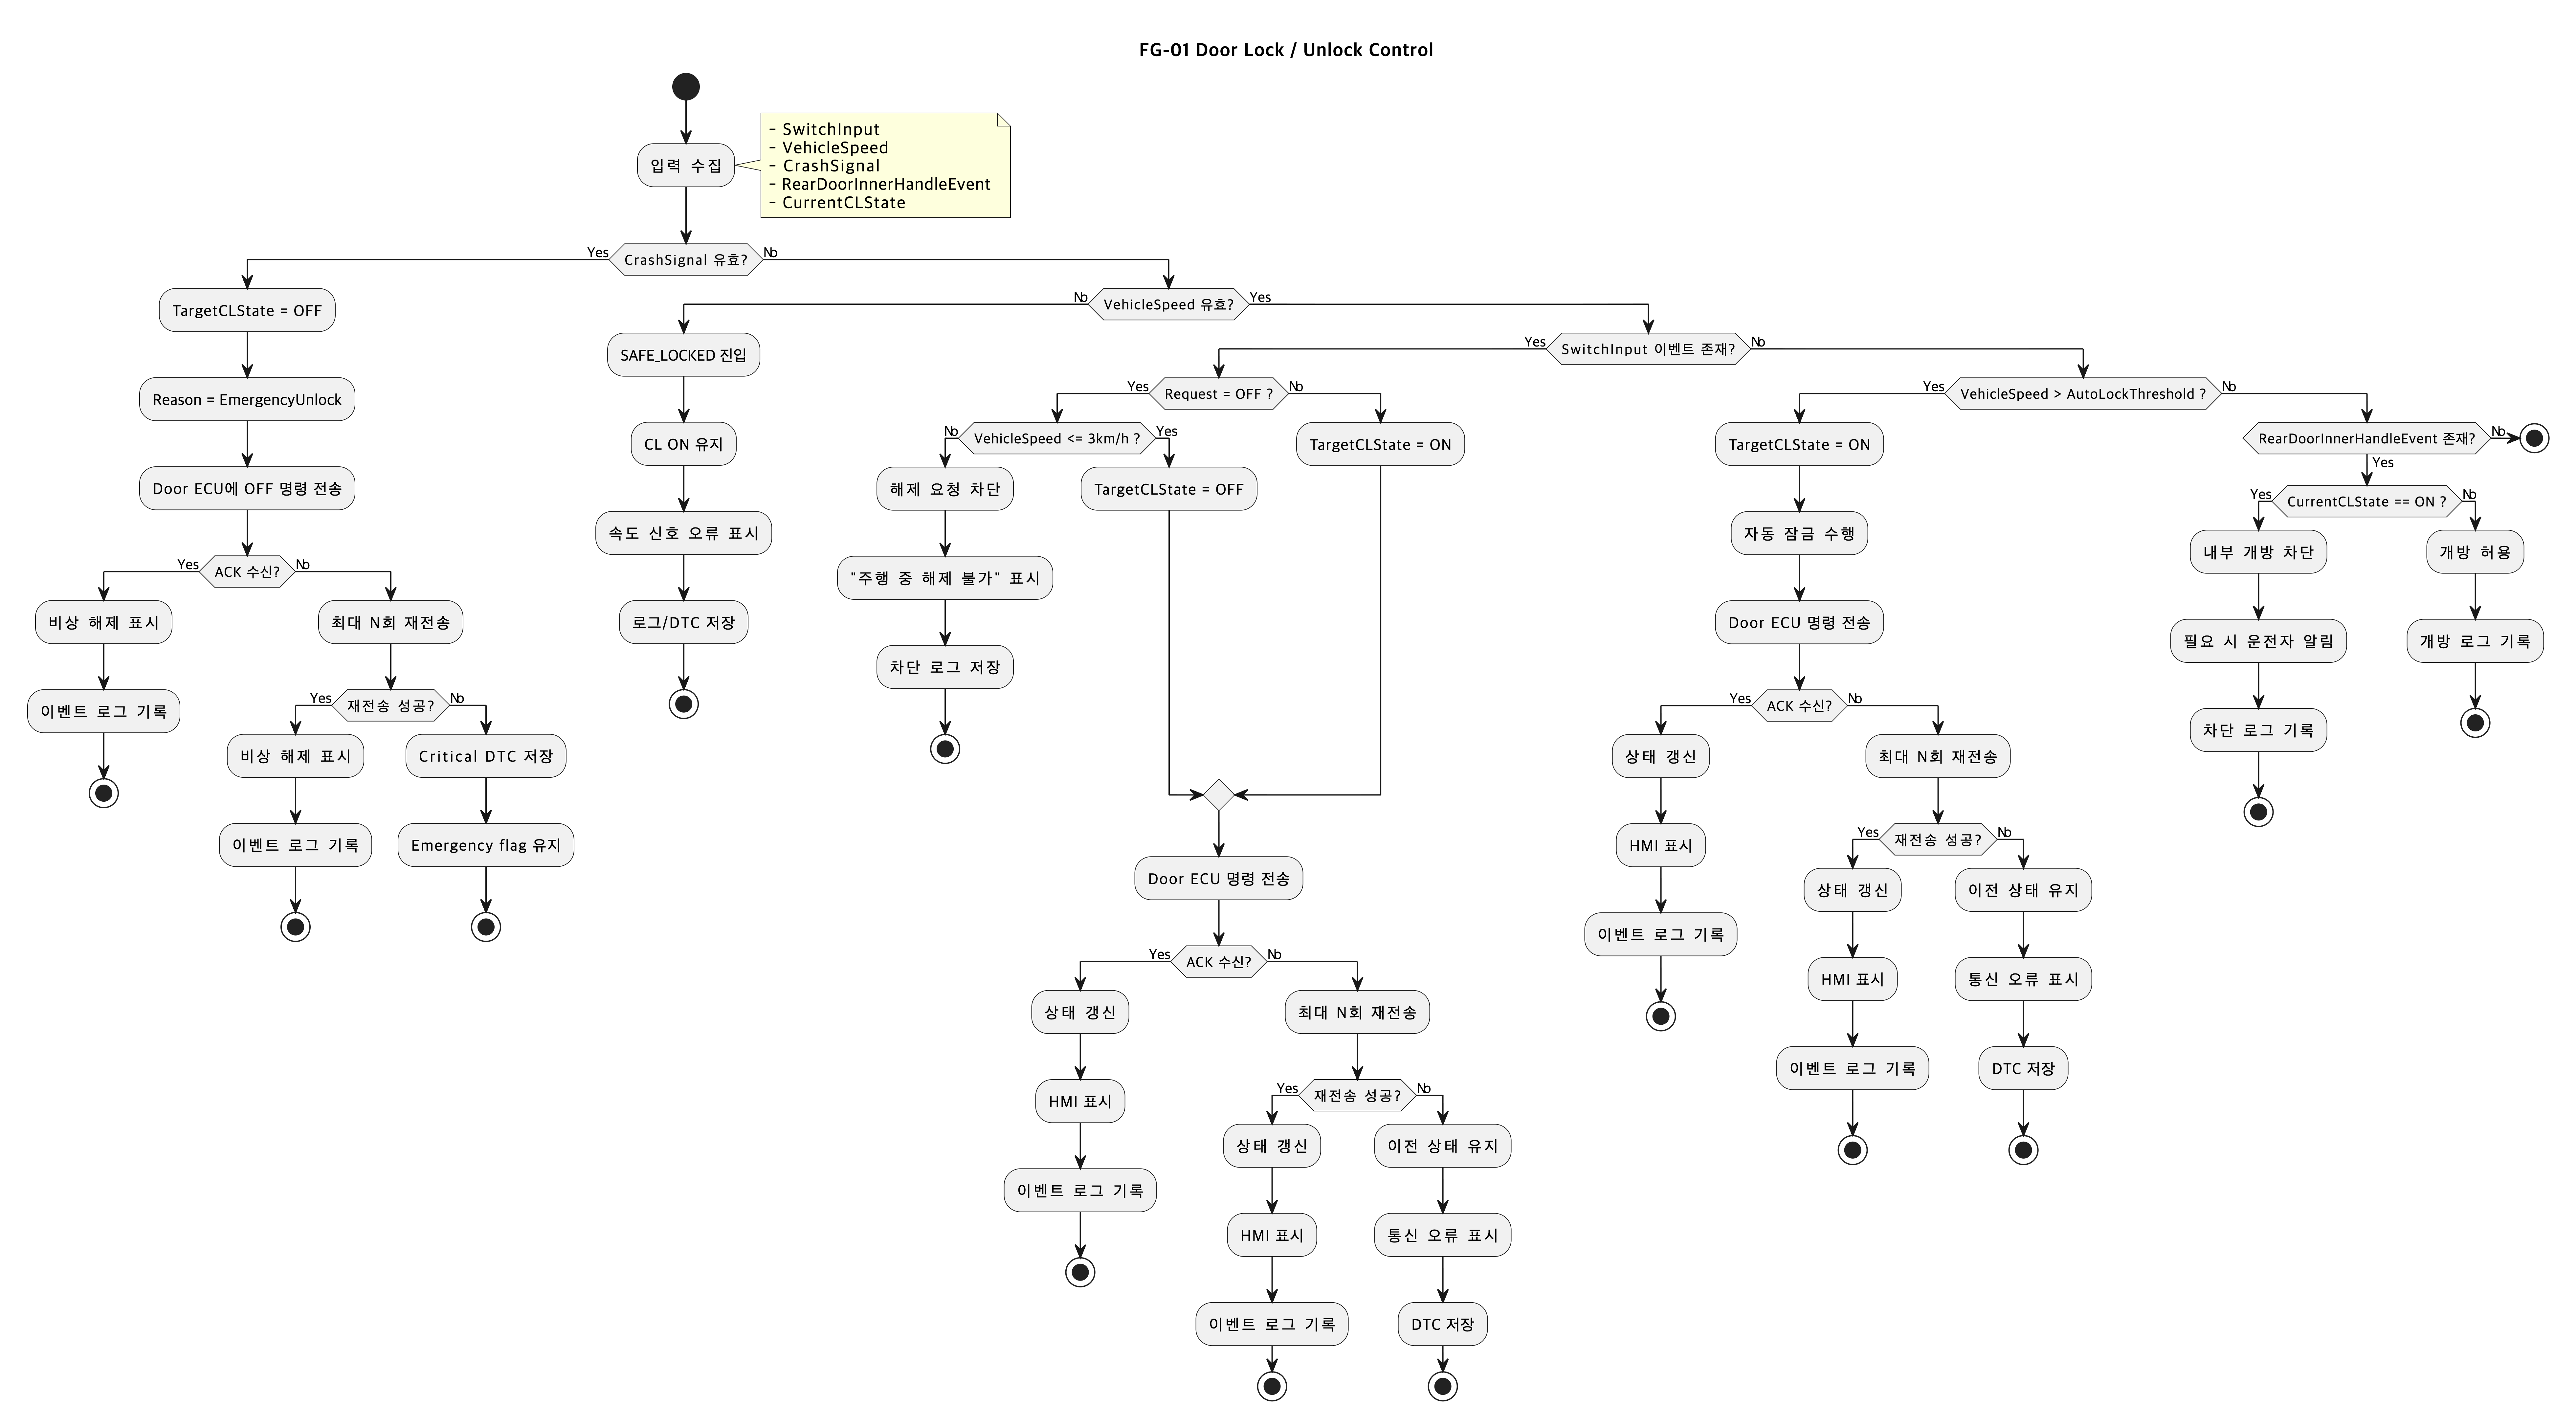 FG-01 Door Lock / Unlock Control
입력 수집
- SwitchInput
- VehicleSpeed
- CrashSignal
- RearDoorInnerHandleEvent
- CurrentCLState
Yes
CrashSignal 유효?
No
TargetCLState = OFF
Reason = EmergencyUnlock
Door ECU에 OFF 명령 전송
Yes
ACK 수신?
No
비상 해제 표시
이벤트 로그 기록
최대 N회 재전송
Yes
재전송 성공?
No
비상 해제 표시
이벤트 로그 기록
Critical DTC 저장
Emergency flag 유지
No
VehicleSpeed 유효?
Yes
SAFE_LOCKED 진입
CL ON 유지
속도 신호 오류 표시
로그/DTC 저장
Yes
SwitchInput 이벤트 존재?
No
Yes
Request = OFF ?
No
No
VehicleSpeed <= 3km/h ?
Yes
해제 요청 차단
"주행 중 해제 불가" 표시
차단 로그 저장
TargetCLState = OFF
TargetCLState = ON
Door ECU 명령 전송
Yes
ACK 수신?
No
상태 갱신
HMI 표시
이벤트 로그 기록
최대 N회 재전송
Yes
재전송 성공?
No
상태 갱신
HMI 표시
이벤트 로그 기록
이전 상태 유지
통신 오류 표시
DTC 저장
Yes
VehicleSpeed > AutoLockThreshold ?
No
TargetCLState = ON
자동 잠금 수행
Door ECU 명령 전송
Yes
ACK 수신?
No
상태 갱신
HMI 표시
이벤트 로그 기록
최대 N회 재전송
Yes
재전송 성공?
No
상태 갱신
HMI 표시
이벤트 로그 기록
이전 상태 유지
통신 오류 표시
DTC 저장
RearDoorInnerHandleEvent 존재?
No
Yes
Yes
CurrentCLState == ON ?
No
내부 개방 차단
필요 시 운전자 알림
차단 로그 기록
개방 허용
개방 로그 기록